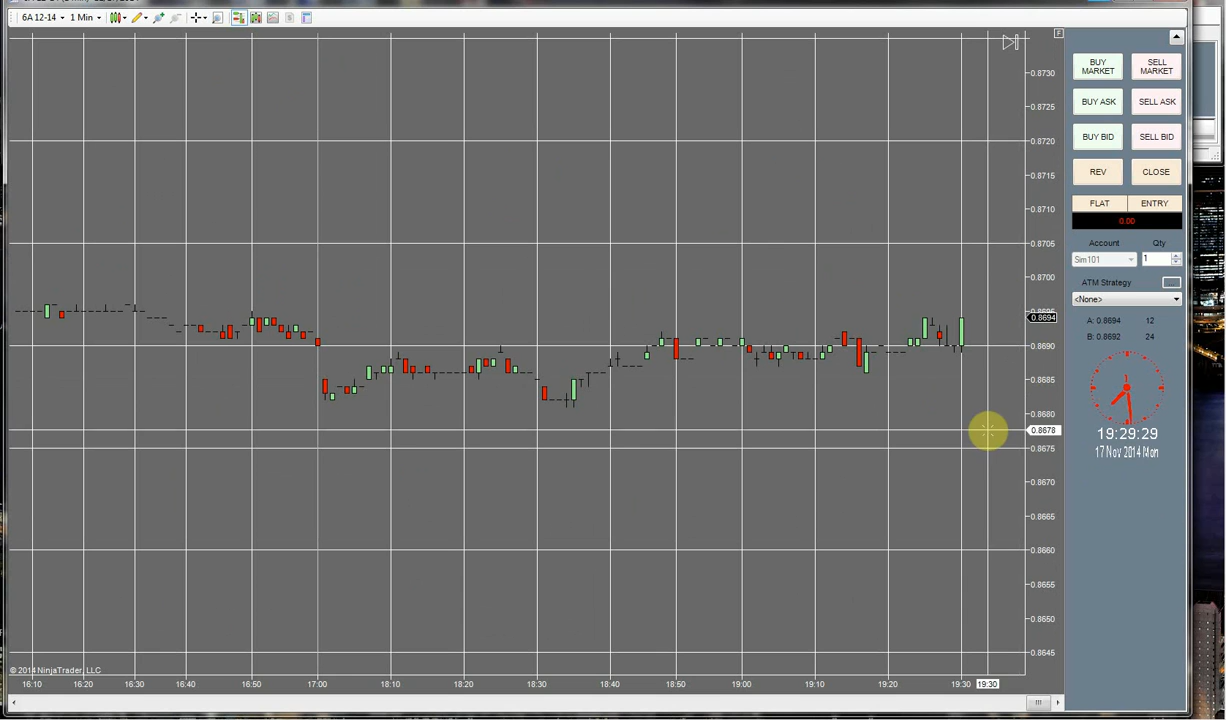 6A 12-14 1 Min
F
BUY MARKET
SELL MARKET
BUY ASK
SELL ASK
BUY BID
SELL BID
REV
CLOSE
FLAT
ENTRY
0.00
Account
Qty
Sim101
1
ATM Strategy
...
<None>
A: 0.8694 12
B: 0.8692 24
1
19:29:29
17 Nov 2014 Mon
0.8730
0.8725
0.8720
0.8715
0.8710
0.8705
0.8700
0.8694
0.8690
0.8685
0.8680
0.8678
0.8675
0.8670
0.8665
0.8660
0.8655
0.8650
0.8645
© 2014 NinjaTrader, LLC
16:10 16:20 16:30 16:40 16:50 17:00 18:10 18:20 18:30 18:40 18:50 19:00 19:10 19:20 19:30 19:30